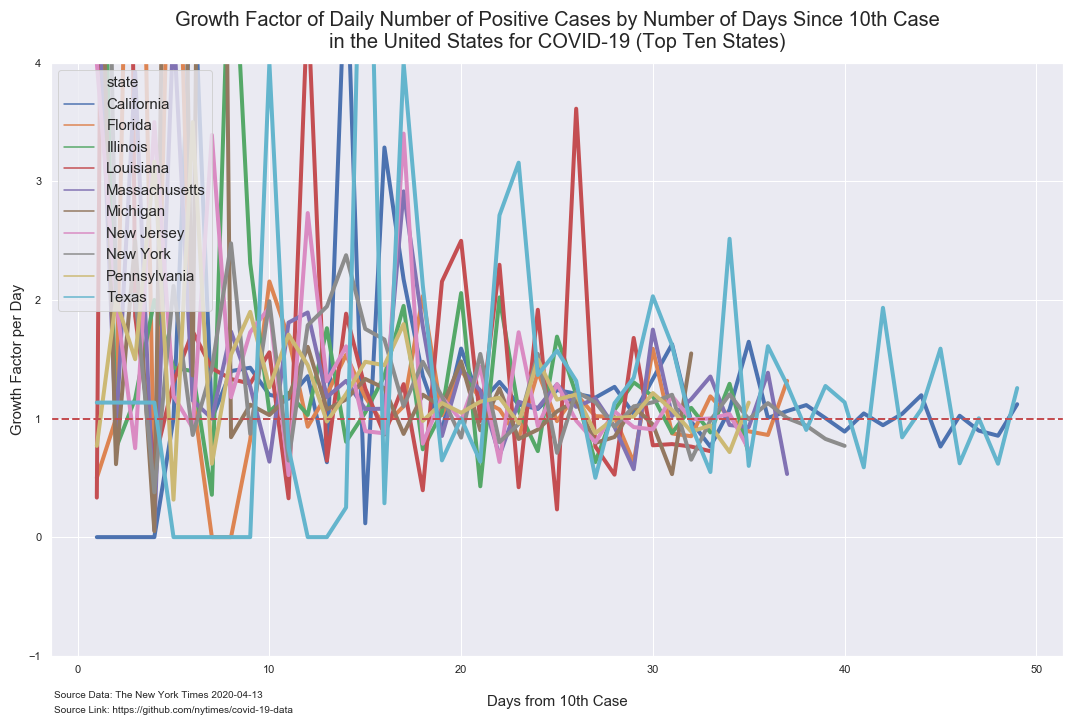 Growth Factor of Daily Number of Positive Cases by Number of Days Since 10th Case
in the United States for COVID-19 (Top Ten States)
4
3
2
1
0
−1
Growth Factor per Day
state
California
Florida
Illinois
Louisiana
Massachusetts
Michigan
New Jersey
New York
Pennsylvania
Texas
0 10 20 30 40 50
Days from 10th Case
Source Data: The New York Times 2020-04-13
Source Link: https://github.com/nytimes/covid-19-data